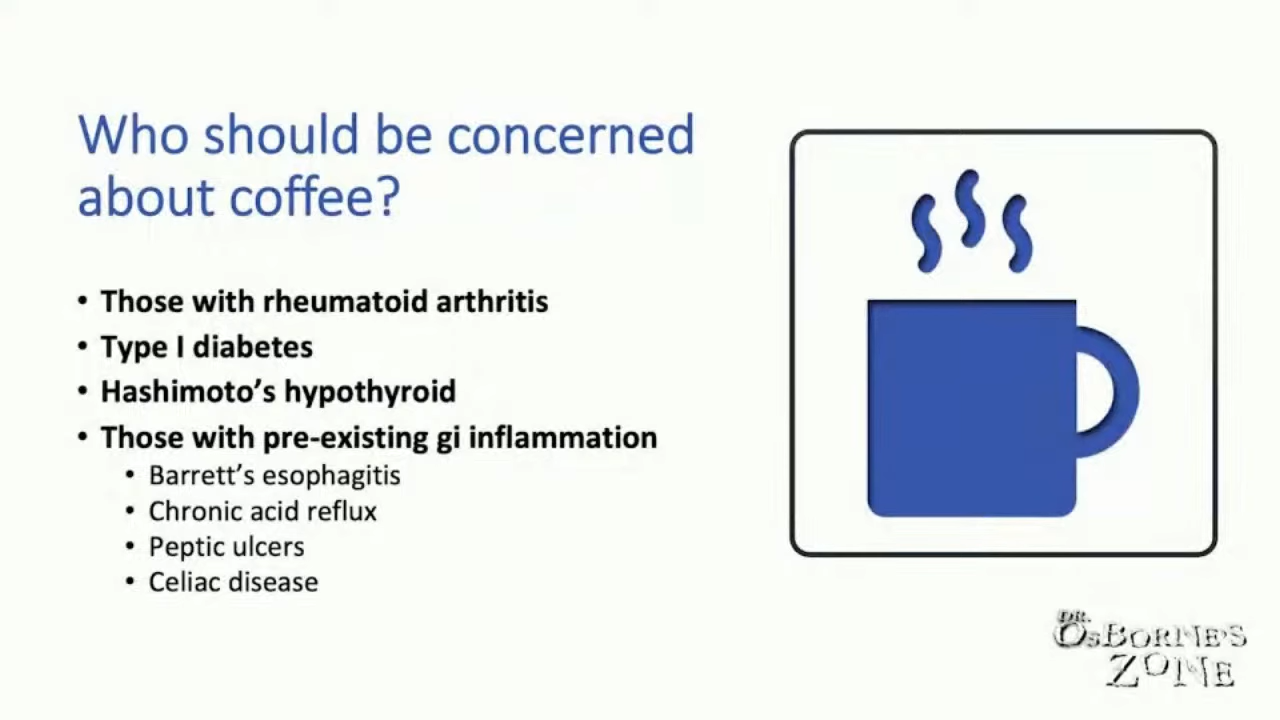 Who should be concerned
about coffee?
• Those with rheumatoid arthritis
• Type I diabetes
• Hashimoto’s hypothyroid
• Those with pre-existing gi inflammation
• Barrett’s esophagitis
• Chronic acid reflux
• Peptic ulcers
• Celiac disease
DR.
OSBORNE'S
ZONE